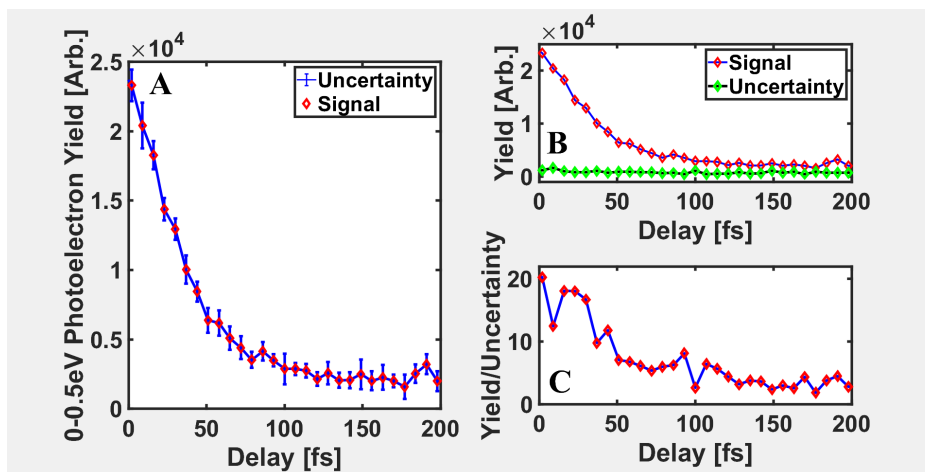 ×10⁴
2.5
2
1.5
1
0.5
0
0-0.5eV Photoelectron Yield [Arb.]
A
Uncertainty
Signal
0 50 100 150 200
Delay [fs]
×10⁴
2
1
0
Yield [Arb.]
B
Signal
Uncertainty
0 50 100 150 200
Delay [fs]
20
10
0
Yield/Uncertainty
C
0 50 100 150 200
Delay [fs]